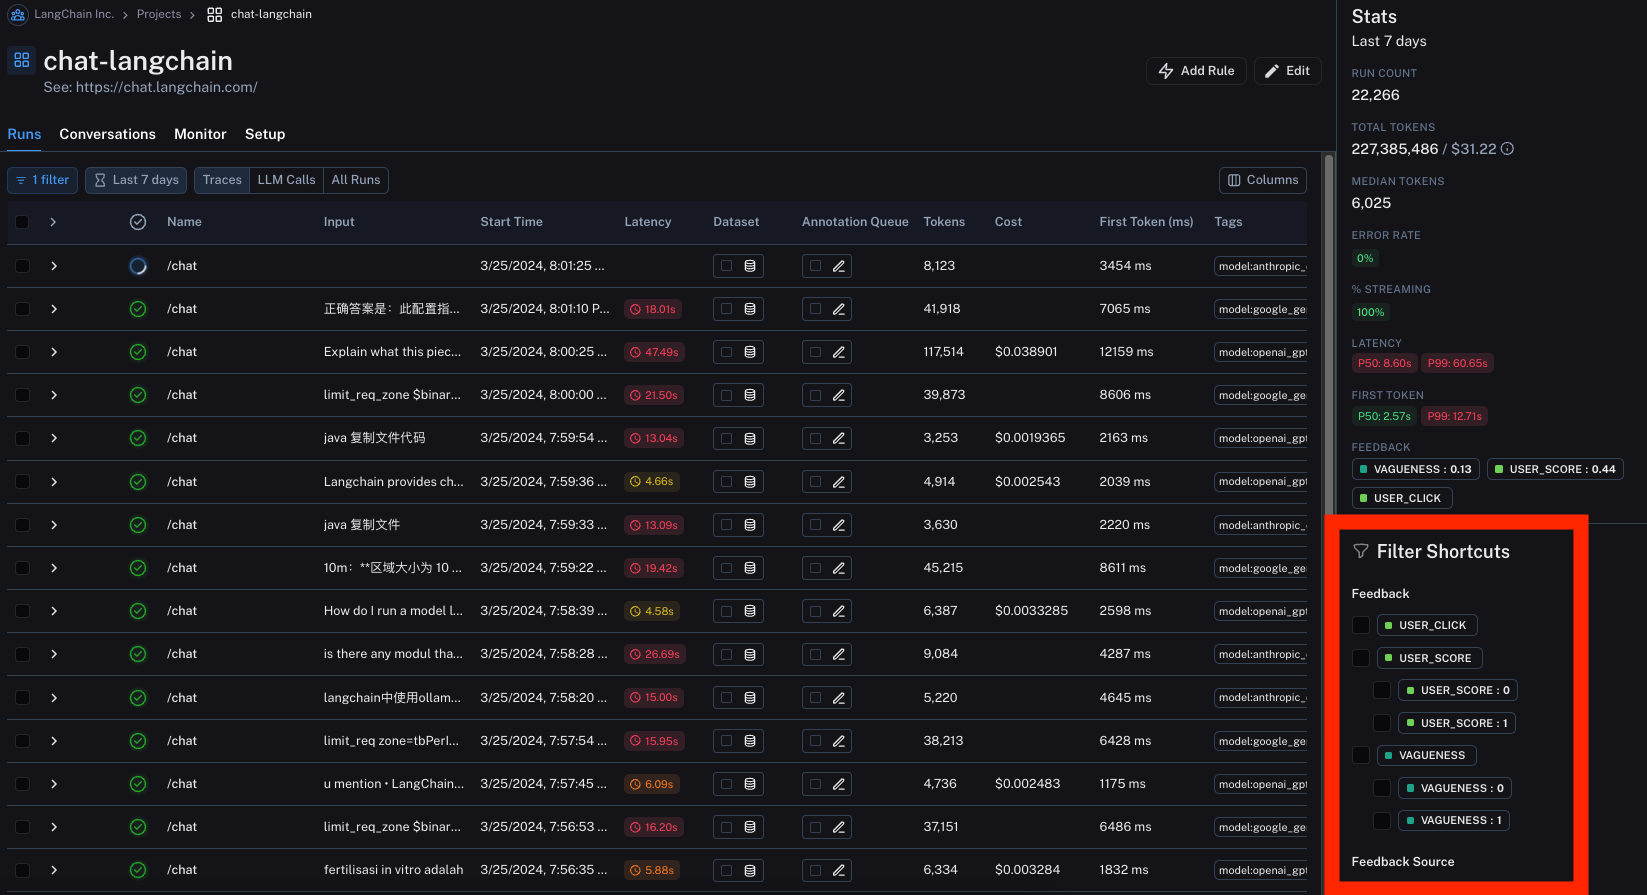 LangChain Inc. > Projects > chat-langchain
chat-langchain
See: https://chat.langchain.com/
Add Rule Edit
Runs Conversations Monitor Setup
1 filter Last 7 days Traces LLM Calls All Runs Columns
Name Input Start Time Latency Dataset Annotation Queue Tokens Cost First Token (ms) Tags
/chat 3/25/2024, 8:01:25 ... 8,123 3454 ms model:anthropic_
/chat 正确答案是：此配置指... 3/25/2024, 8:01:10 P... 18.01s 41,918 7065 ms model:google_ge
/chat Explain what this piec... 3/25/2024, 8:00:25 ... 47.49s 117,514 $0.038901 12159 ms model:openai_gpt
/chat limit_req_zone $binar... 3/25/2024, 8:00:00 ... 21.50s 39,873 8606 ms model:google_ge
/chat java 复制文件代码 3/25/2024, 7:59:54 ... 13.04s 3,253 $0.0019365 2163 ms model:openai_gpt
/chat Langchain provides ch... 3/25/2024, 7:59:36 ... 4.66s 4,914 $0.002543 2039 ms model:openai_gpt
/chat java 复制文件 3/25/2024, 7:59:33 ... 13.09s 3,630 2220 ms model:anthropic_
/chat 10m：**区域大小为 10 ... 3/25/2024, 7:59:22 ... 19.42s 45,215 8611 ms model:google_ge
/chat How do I run a model l... 3/25/2024, 7:58:39 ... 4.58s 6,387 $0.0033285 2598 ms model:openai_gpt
/chat is there any modul tha... 3/25/2024, 7:58:28 ... 26.69s 9,084 4287 ms model:anthropic_
/chat langchain中使用ollam... 3/25/2024, 7:58:20 ... 15.00s 5,220 4645 ms model:anthropic_
/chat limit_req zone=tbPerI... 3/25/2024, 7:57:54 ... 15.95s 38,213 6428 ms model:google_ge
/chat u mention • LangChain... 3/25/2024, 7:57:45 ... 6.09s 4,736 $0.002483 1175 ms model:openai_gpt
/chat limit_req_zone $binar... 3/25/2024, 7:56:53 ... 16.20s 37,151 6486 ms model:google_ge
/chat fertilisasi in vitro adalah 3/25/2024, 7:56:35 ... 5.88s 6,334 $0.003284 1832 ms model:openai_gpt
Stats
Last 7 days
RUN COUNT
22,266
TOTAL TOKENS
227,385,486 / $31.22
MEDIAN TOKENS
6,025
ERROR RATE
0%
% STREAMING
100%
LATENCY
P50: 8.60s P99: 60.65s
FIRST TOKEN
P50: 2.57s P99: 12.71s
FEEDBACK
VAGUENESS : 0.13 USER_SCORE : 0.44
USER_CLICK
Filter Shortcuts
Feedback
USER_CLICK
USER_SCORE
USER_SCORE : 0
USER_SCORE : 1
VAGUENESS
VAGUENESS : 0
VAGUENESS : 1
Feedback Source